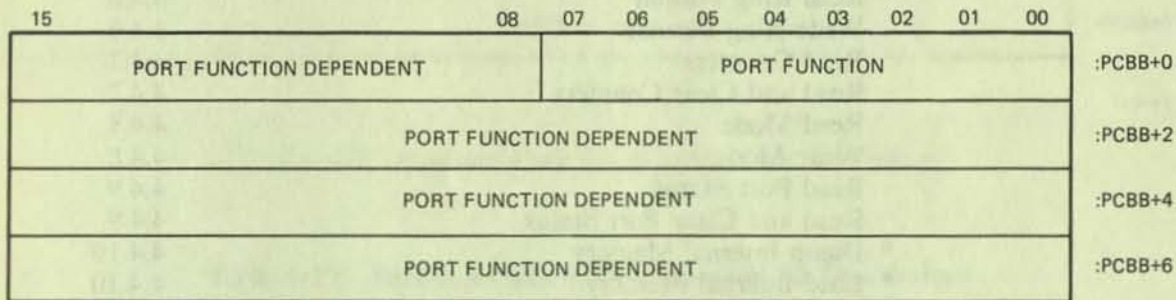 15 08 07 06 05 04 03 02 01 00
PORT FUNCTION DEPENDENT PORT FUNCTION :PCBB+0
PORT FUNCTION DEPENDENT :PCBB+2
PORT FUNCTION DEPENDENT :PCBB+4
PORT FUNCTION DEPENDENT :PCBB+6